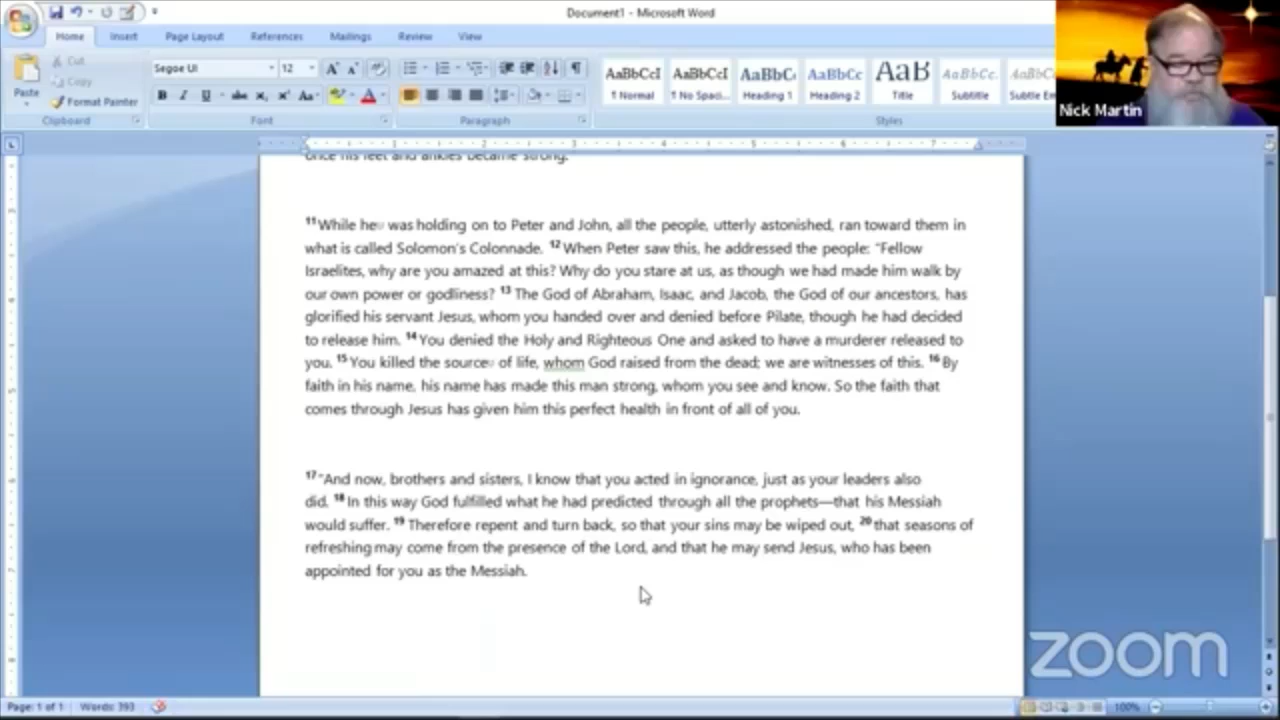 Document1 - Microsoft Word
Home Insert Page Layout References Mailings Review View
Cut
Copy
Format Painter
Paste
Clipboard
Segoe UI 12
Font
Paragraph
AaBbCcI AaBbCcI AaBbC AaBbCc AaB AaBbCc. AaBbCc
¶ Normal ¶ No Spaci... Heading 1 Heading 2 Title Subtitle Subtle Em
Styles
Nick Martin
once his feet and ankles became strong.
11 While he was holding on to Peter and John, all the people, utterly astonished, ran toward them in
what is called Solomon's Colonnade. 12 When Peter saw this, he addressed the people: "Fellow
Israelites, why are you amazed at this? Why do you stare at us, as though we had made him walk by
our own power or godliness? 13 The God of Abraham, Isaac, and Jacob, the God of our ancestors, has
glorified his servant Jesus, whom you handed over and denied before Pilate, though he had decided
to release him. 14 You denied the Holy and Righteous One and asked to have a murderer released to
you. 15 You killed the source of life, whom God raised from the dead; we are witnesses of this. 16 By
faith in his name, his name has made this man strong, whom you see and know. So the faith that
comes through Jesus has given him this perfect health in front of all of you.
17 "And now, brothers and sisters, I know that you acted in ignorance, just as your leaders also
did. 18 In this way God fulfilled what he had predicted through all the prophets—that his Messiah
would suffer. 19 Therefore repent and turn back, so that your sins may be wiped out, 20 that seasons of
refreshing may come from the presence of the Lord, and that he may send Jesus, who has been
appointed for you as the Messiah.
zoom
Page: 1 of 1 Words: 393
100%